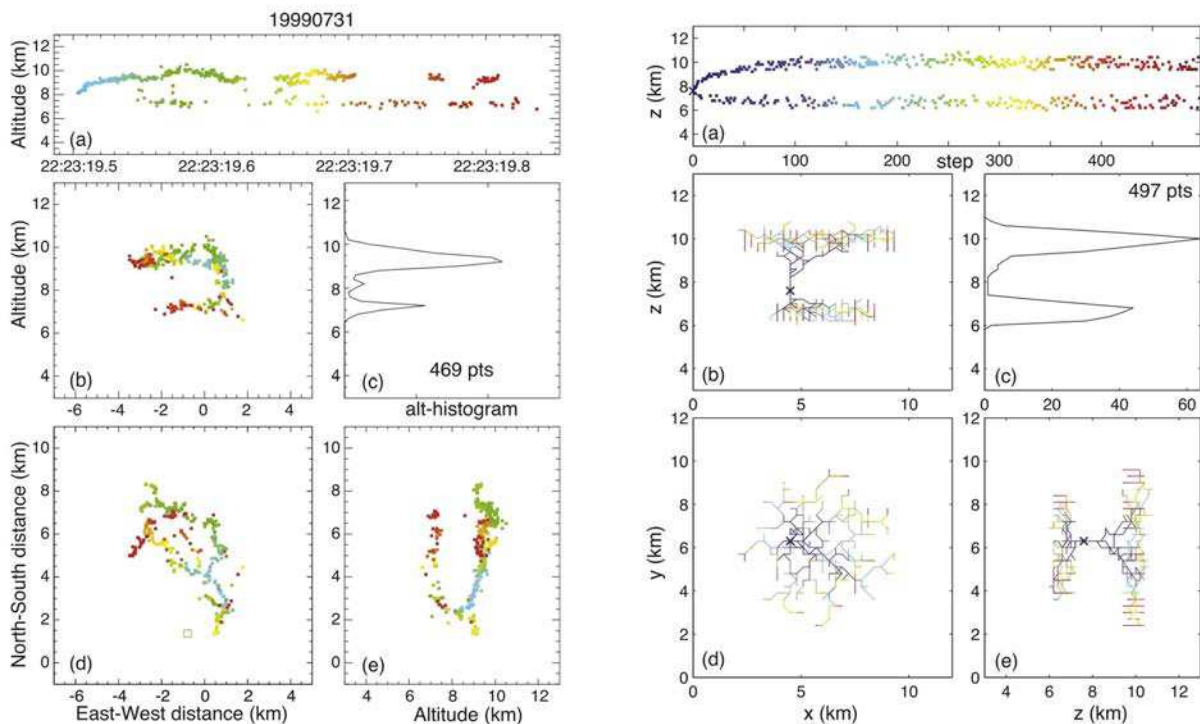 19990731
Altitude (km)
12
10
8
6
4
(a)
22:23:19.5 22:23:19.6 22:23:19.7 22:23:19.8
Altitude (km)
12
10
8
6
4
(b)
-6 -4 -2 0 2 4
(c)
469 pts
alt-histogram
North-South distance (km)
10
8
6
4
2
0
(d)
-6 -4 -2 0 2 4
East-West distance (km)
(e)
4 6 8 10 12
Altitude (km)
z (km)
12
10
8
6
4
(a)
0 100 200 step 300 400
z (km)
12
10
8
6
4
(b)
0 5 10
497 pts
(c)
0 20 40 60
y (km)
12
10
8
6
4
2
0
(d)
0 2 4 6 8 10 12
x (km)
(e)
4 6 8 10 12
z (km)